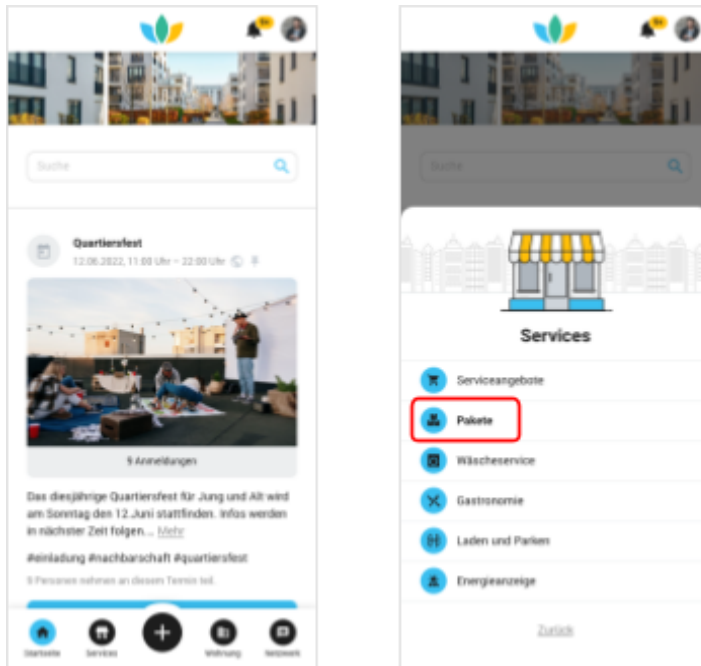 Suche
Quartiersfest
12.06.2022, 11:00 Uhr – 22:00 Uhr
9 Anmeldungen
Das diesjährige Quartiersfest für Jung und Alt wird
am Sonntag den 12.Juni stattfinden. Infos werden
in nächster Zeit folgen... Mehr
#einladung #nachbarschaft #quartiersfest
9 Personen nehmen an diesem Termin teil.
Startseite
Services
Wohnung
Netzwerk
Suche
Services
Serviceangebote
Pakete
Wäscheservice
Gastronomie
Laden und Parken
Energieanzeige
Zurück